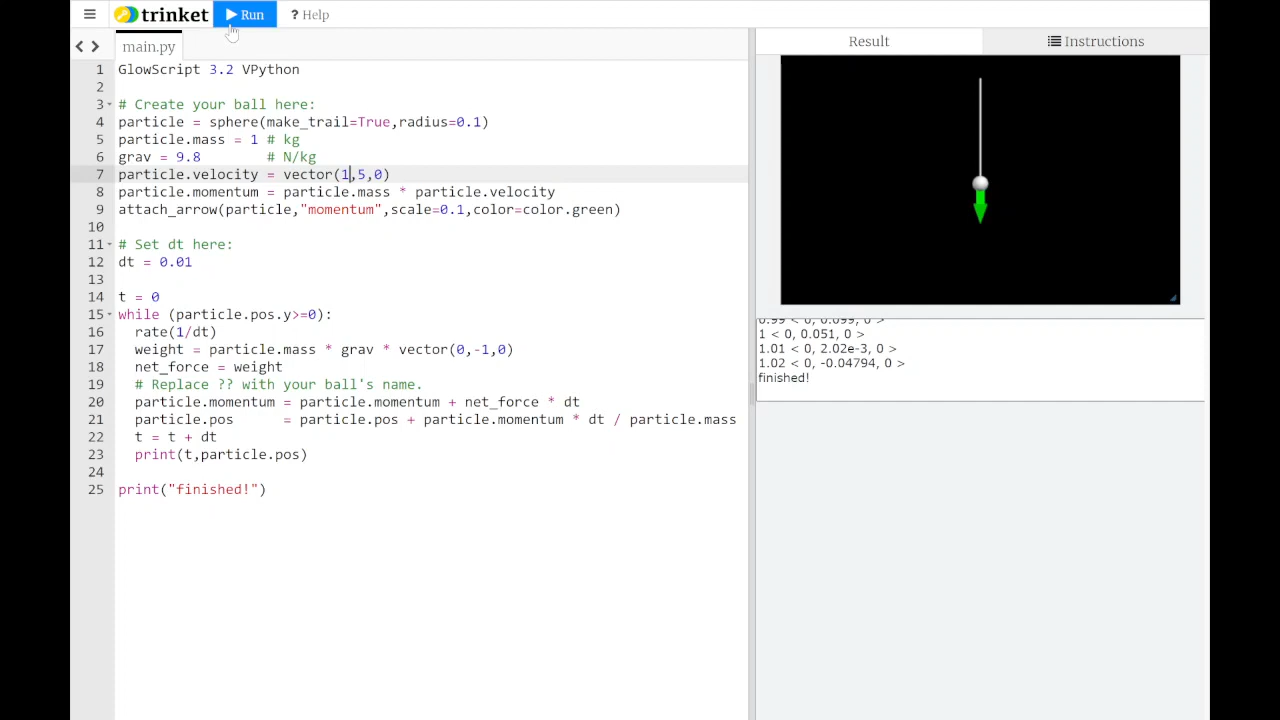 trinket
Run
? Help
main.py
Result
Instructions
1 GlowScript 3.2 VPython
2
3 # Create your ball here:
4 particle = sphere(make_trail=True,radius=0.1)
5 particle.mass = 1 # kg
6 grav = 9.8        # N/kg
7 particle.velocity = vector(1,5,0)
8 particle.momentum = particle.mass * particle.velocity
9 attach_arrow(particle,"momentum",scale=0.1,color=color.green)
10
11 # Set dt here:
12 dt = 0.01
13
14 t = 0
15 while (particle.pos.y>=0):
16   rate(1/dt)
17   weight = particle.mass * grav * vector(0,-1,0)
18   net_force = weight
19   # Replace ?? with your ball's name.
20   particle.momentum = particle.momentum + net_force * dt
21   particle.pos      = particle.pos + particle.momentum * dt / particle.mass
22   t = t + dt
23   print(t,particle.pos)
24
25 print("finished!")
0.99 < 0, 0.099, 0 >
1 < 0, 0.051, 0 >
1.01 < 0, 2.02e-3, 0 >
1.02 < 0, -0.04794, 0 >
finished!